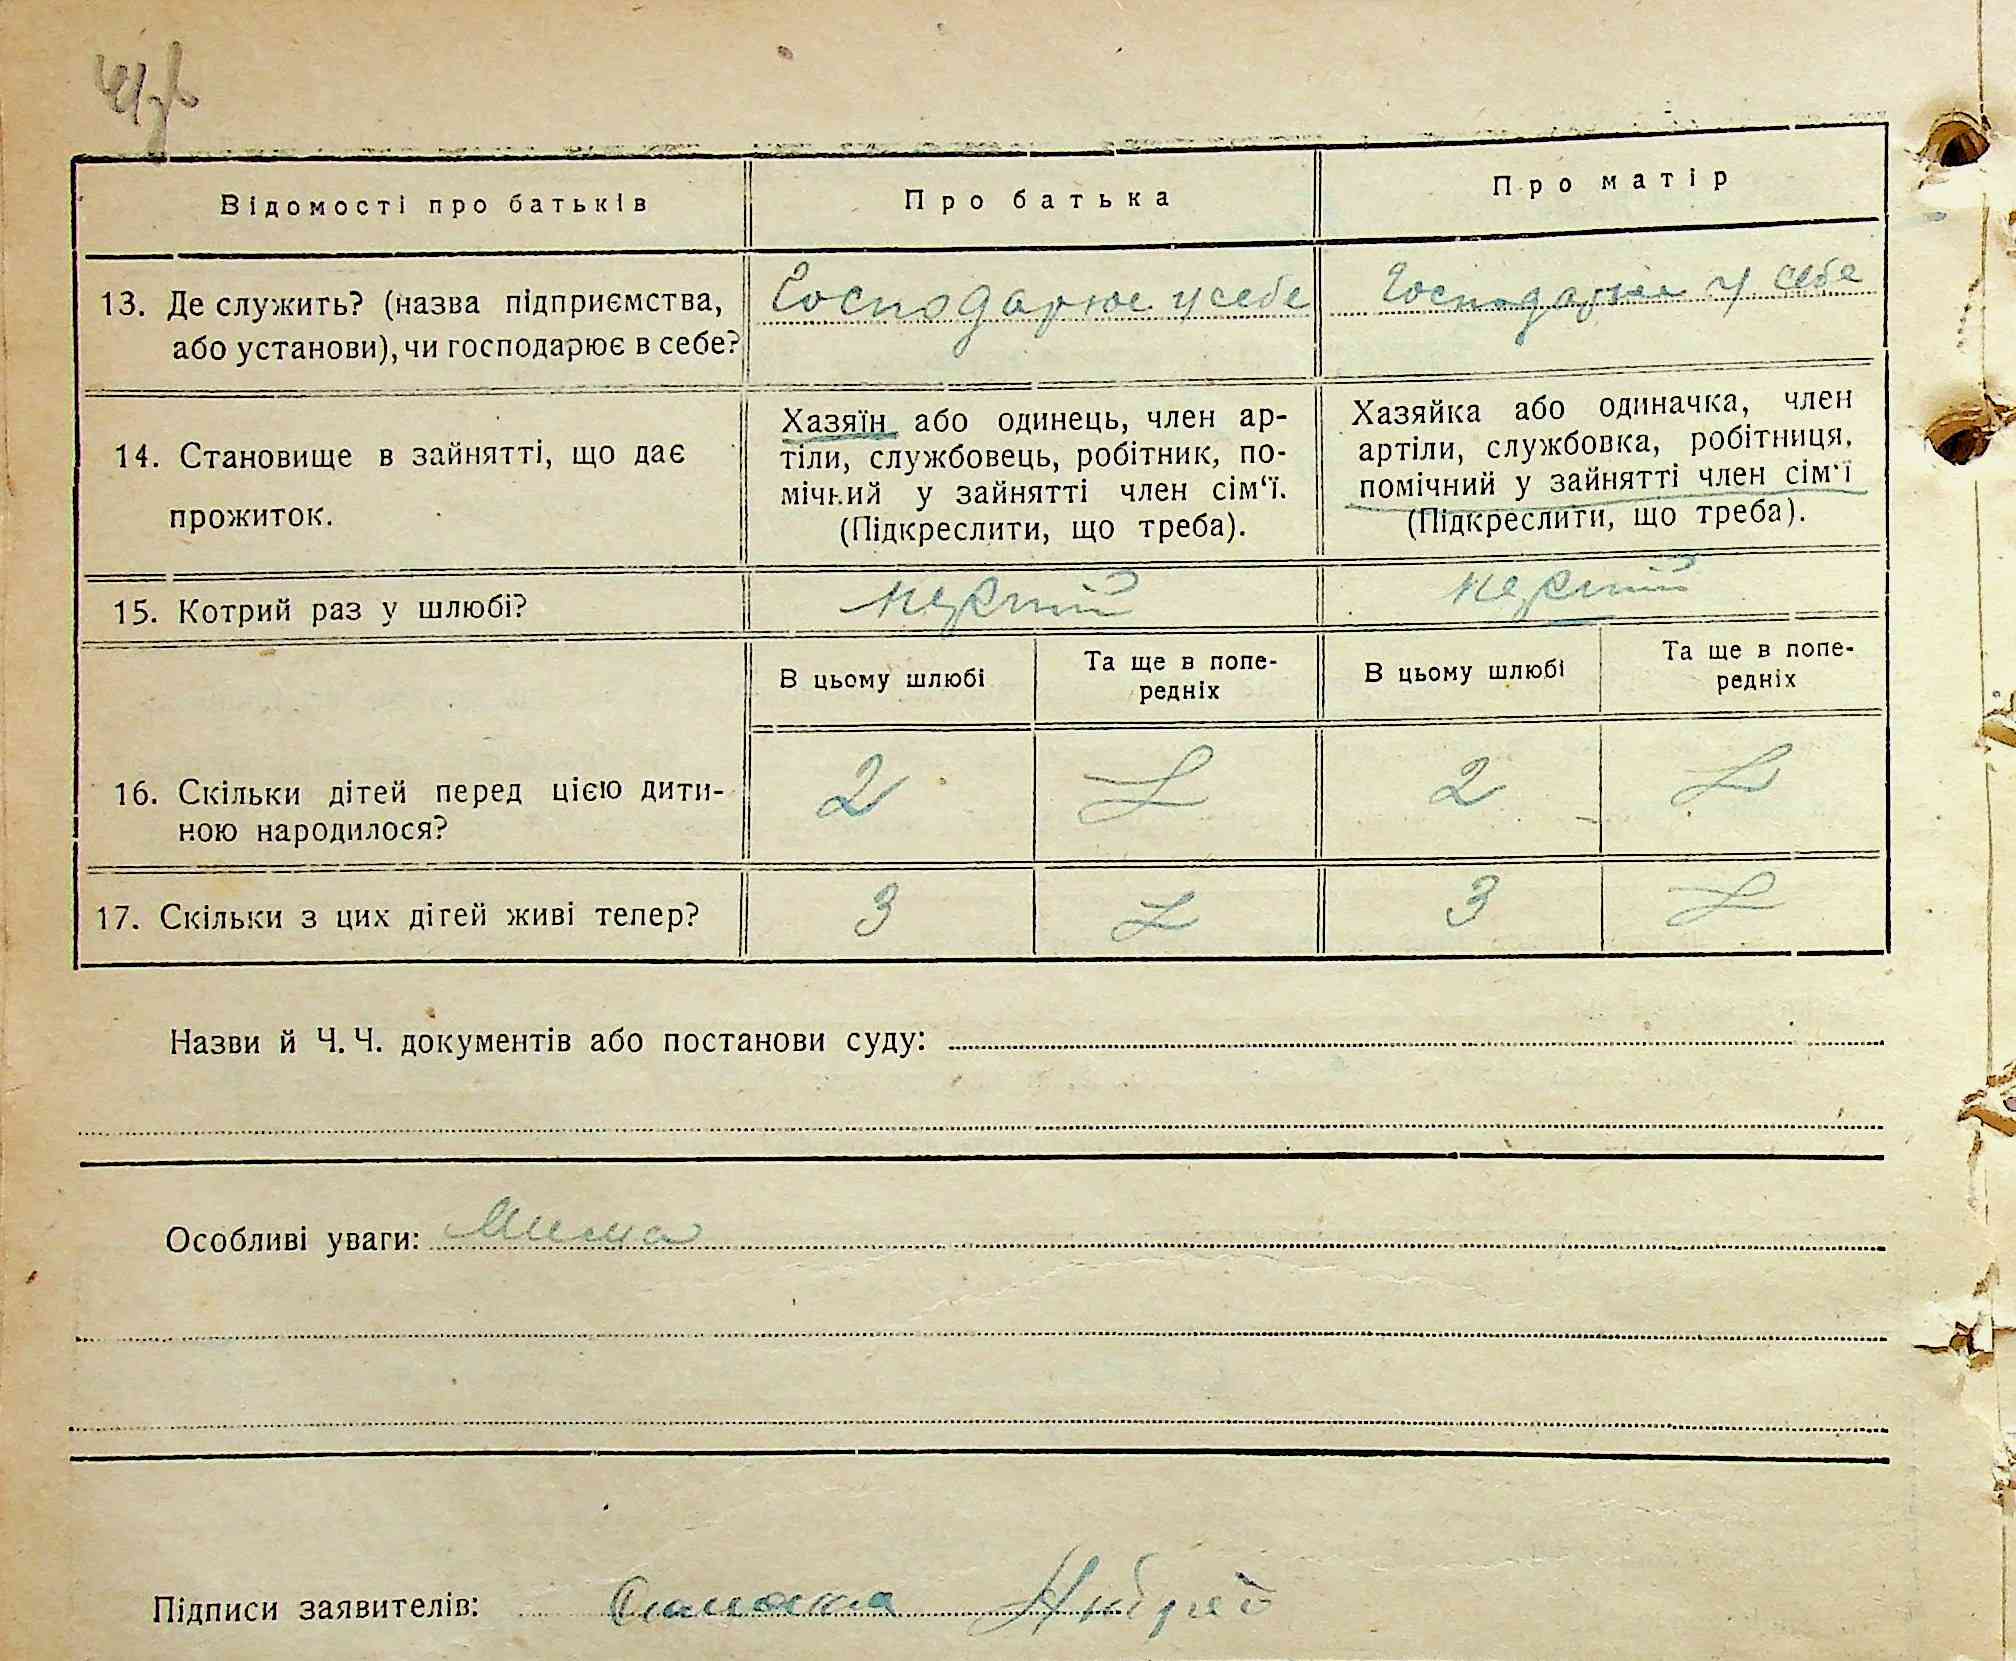 Відомості про батьків
Про батька
Про матір
13. Де служить? (назва підприємства,
або установи), чи господарює в себе?
Господарює у себе
Господарює у себе
14. Становище в зайнятті, що дає
прожиток.
Хазяїн або одинець, член ар-
тіли, службовець, робітник, по-
мічний у зайнятті член сім‘ї.
(Підкреслити, що треба).
Хазяйка або одиначка, член
артіли, службовка, робітниця,
помічний у зайнятті член сім‘ї
(Підкреслити, що треба).
15. Котрий раз у шлюбі?
перший
перший
В цьому шлюбі
Та ще в попе-
редніх
В цьому шлюбі
Та ще в попе-
редніх
16. Скільки дітей перед цією дити-
ною народилося?
2
2
17. Скільки з цих дітей живі тепер?
3
3
Назви й Ч. Ч. документів або постанови суду:
Особливі уваги:
Підписи заявителів: Андрей